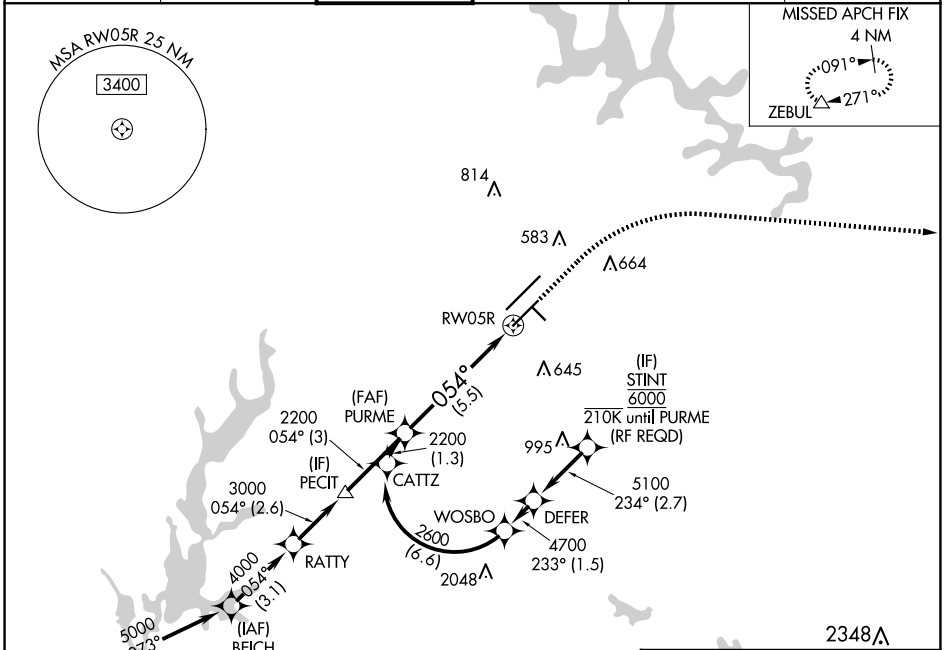 MSA RW05R 25 NM
3400
MISSED APCH FIX
4 NM
091°
271°
ZEBUL
814
583
664
RW05R
645
(IF)
STINT
6000
210K until PURME
(RF REQD)
995
054°
(5.5)
(FAF)
PURME
2200
054° (3)
2200
(1.3)
(IF)
PECIT
CATTZ
5100
234° (2.7)
3000
054° (2.6)
WOSBO
DEFER
2600
(6.6)
4700
233° (1.5)
RATTY
2048
4000
054°
(3.1)
(IAF)
5000
2348